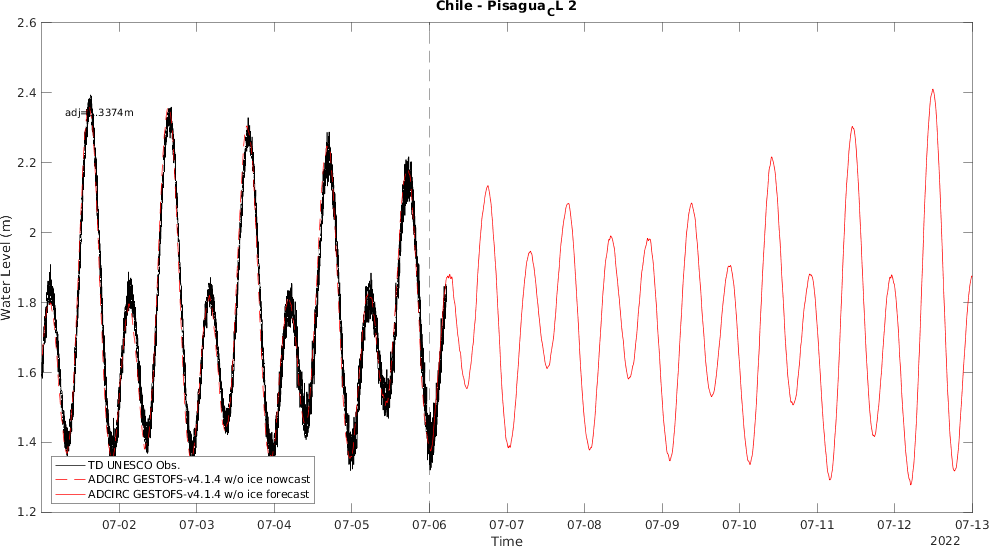 Chile - Pisagua_CL 2
2.6
2.4
2.2
2
1.8
1.6
1.4
1.2
Water Level (m)
.3374m
TD UNESCO Obs.
ADCIRC GESTOFS-v4.1.4 w/o ice nowcast
ADCIRC GESTOFS-v4.1.4 w/o ice forecast
07-02 07-03 07-04 07-05 07-06 07-07 07-08 07-09 07-10 07-11 07-12 07-13
Time
2022